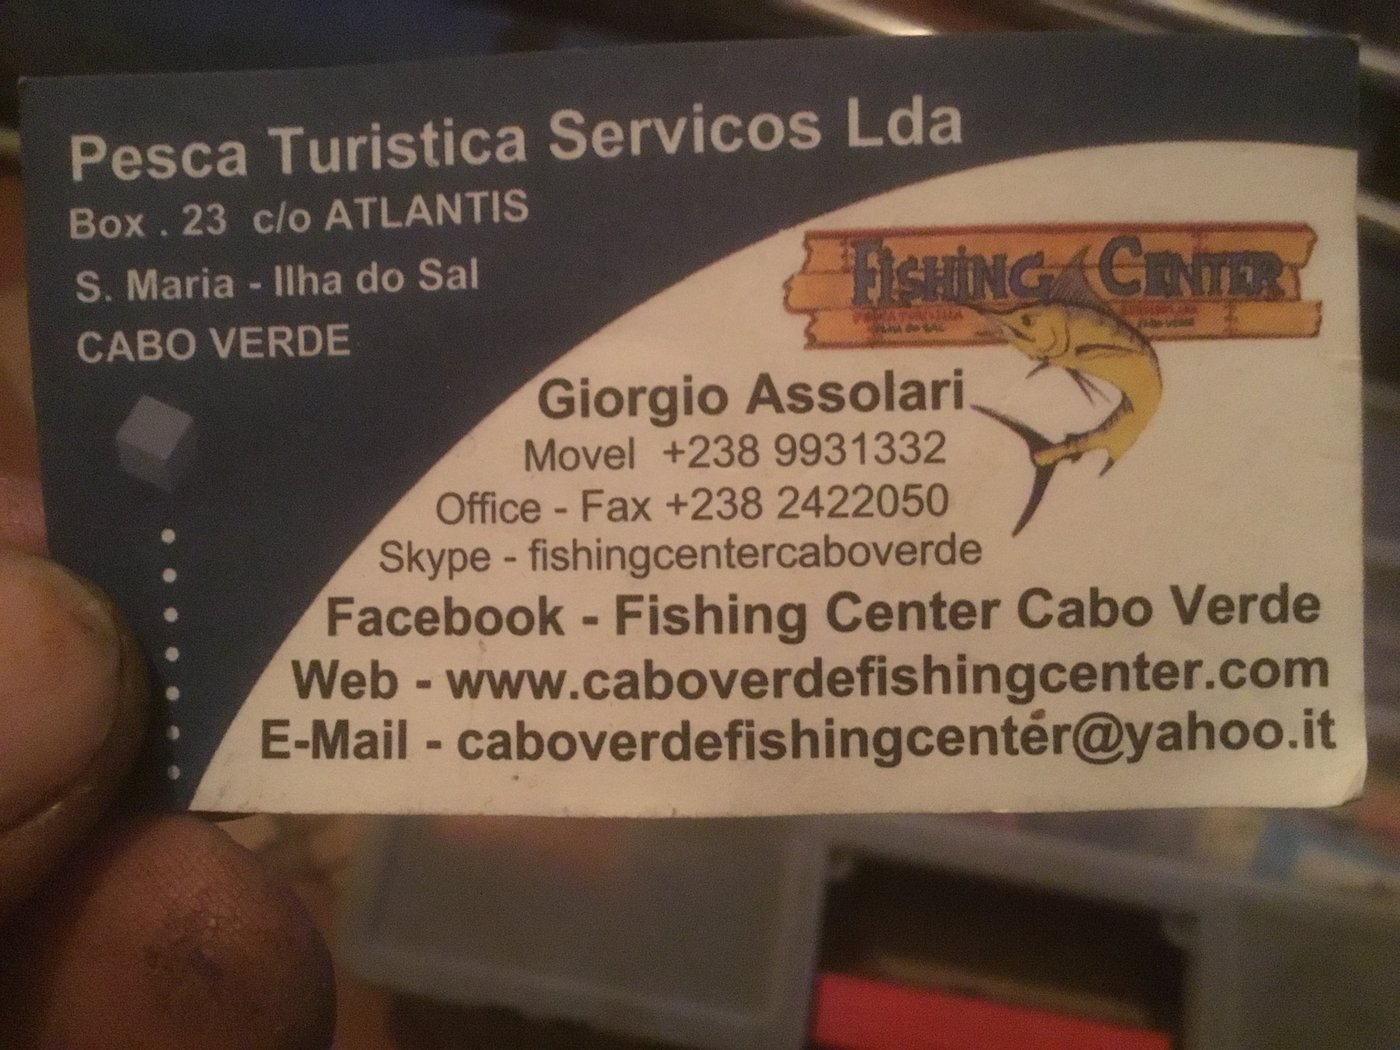 Pesca Turistica Servicos Lda
Box . 23 c/o ATLANTIS
S. Maria - Ilha do Sal
CABO VERDE
FISHING CENTER
Giorgio Assolari
Movel +238 9931332
Office - Fax +238 2422050
Skype - fishingcentercaboverde
Facebook - Fishing Center Cabo Verde
Web - www.caboverdefishingcenter.com
E-Mail - caboverdefishingcenter@yahoo.it